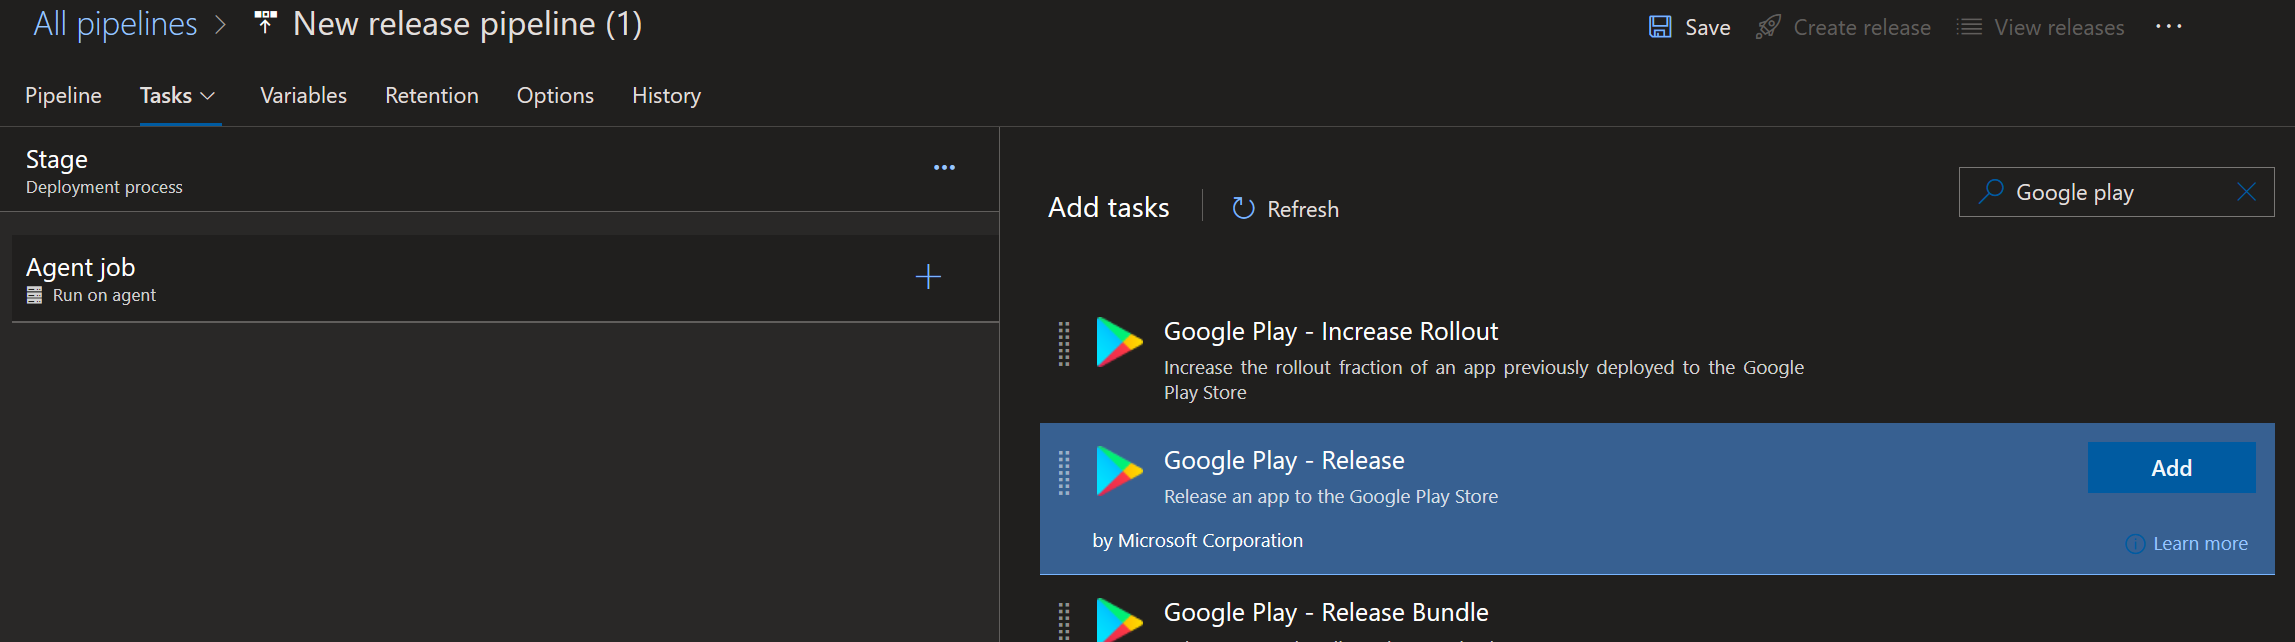 All pipelines > New release pipeline (1)
Save Create release View releases ...
Pipeline Tasks Variables Retention Options History
Stage
Deployment process
Agent job
Run on agent
Add tasks Refresh
Google play
Google Play - Increase Rollout
Increase the rollout fraction of an app previously deployed to the Google
Play Store
Google Play - Release
Add
Release an app to the Google Play Store
by Microsoft Corporation
Learn more
Google Play - Release Bundle